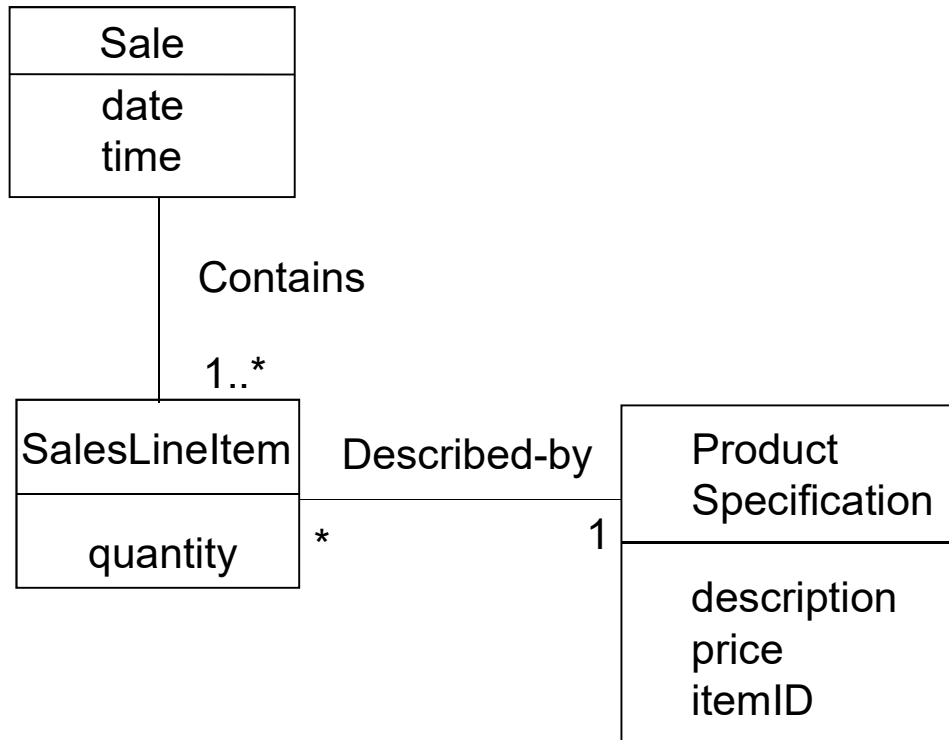 Sale
date
time
Contains
1..*
SalesLineItem
quantity
Described-by
*
1
Product
Specification
description
price
itemID